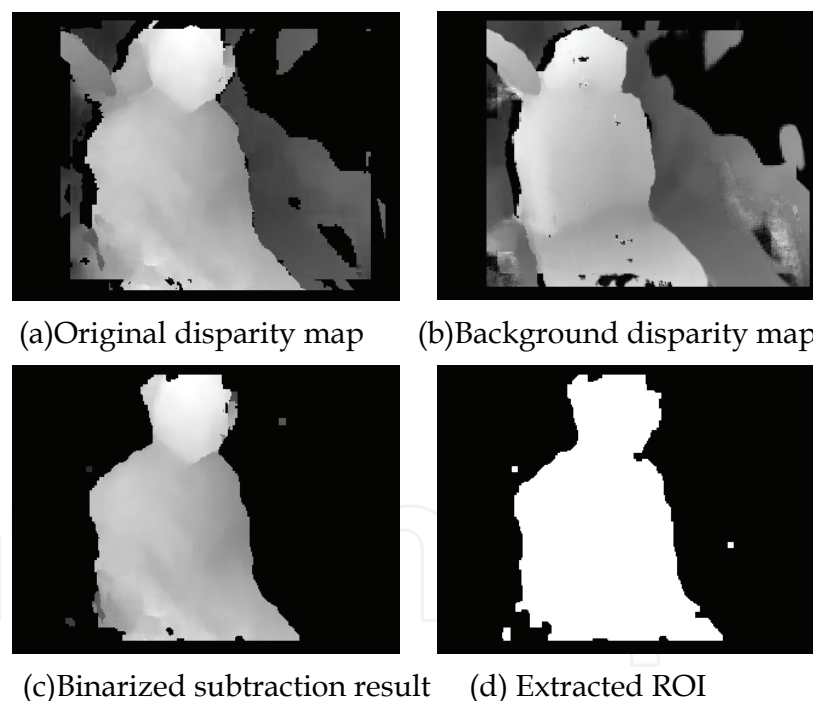 (a)Original disparity map
(b)Background disparity map
(c)Binarized subtraction result
(d) Extracted ROI